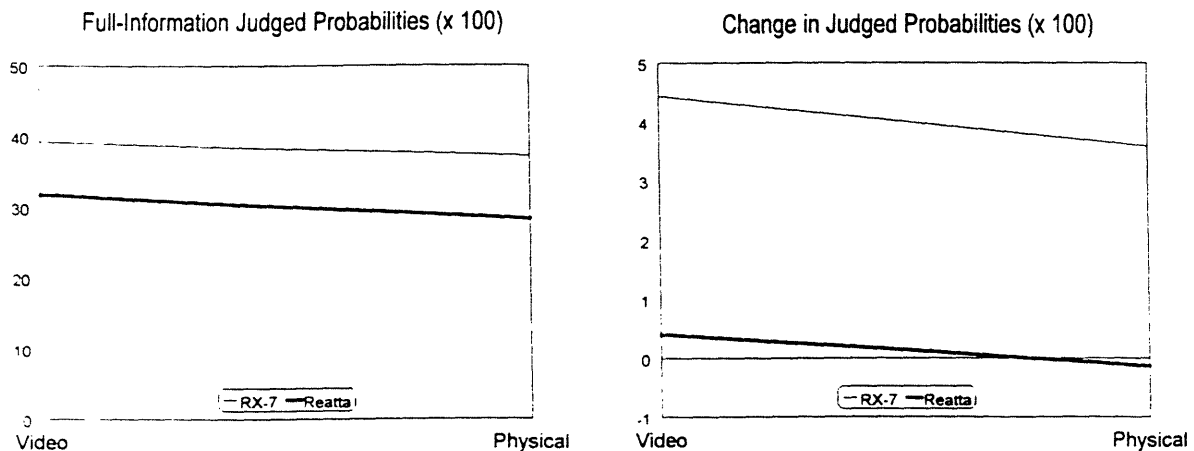 Full-Information Judged Probabilities (x 100)
50
40
30
20
10
0
Video
Physical
RX-7 Reatta
Change in Judged Probabilities (x 100)
5
4
3
2
1
0
-1
Video
Physical
RX-7 Reatta